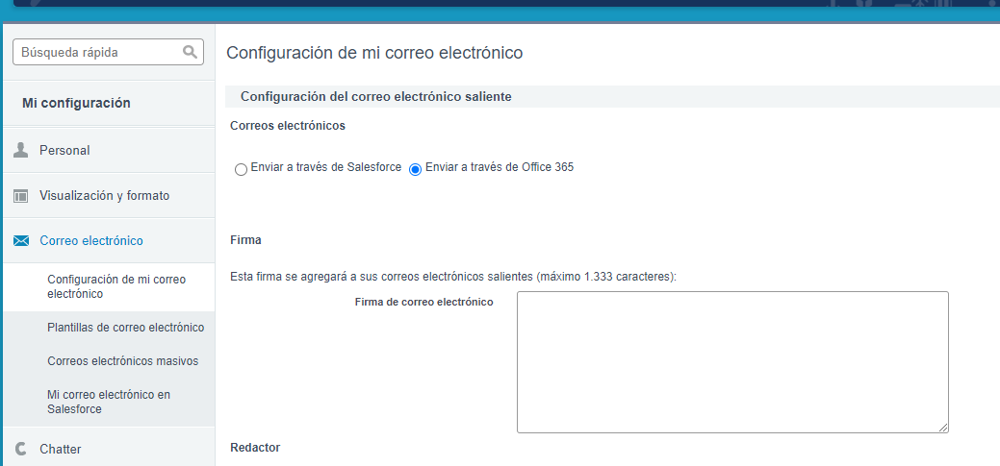 Búsqueda rápida
Mi configuración
Personal
Visualización y formato
Correo electrónico
Configuración de mi correo
electrónico
Plantillas de correo electrónico
Correos electrónicos masivos
Mi correo electrónico en
Salesforce
Chatter
Configuración de mi correo electrónico
Configuración del correo electrónico saliente
Correos electrónicos
Enviar a través de Salesforce Enviar a través de Office 365
Firma
Esta firma se agregará a sus correos electrónicos salientes (máximo 1.333 caracteres):
Firma de correo electrónico
Redactor